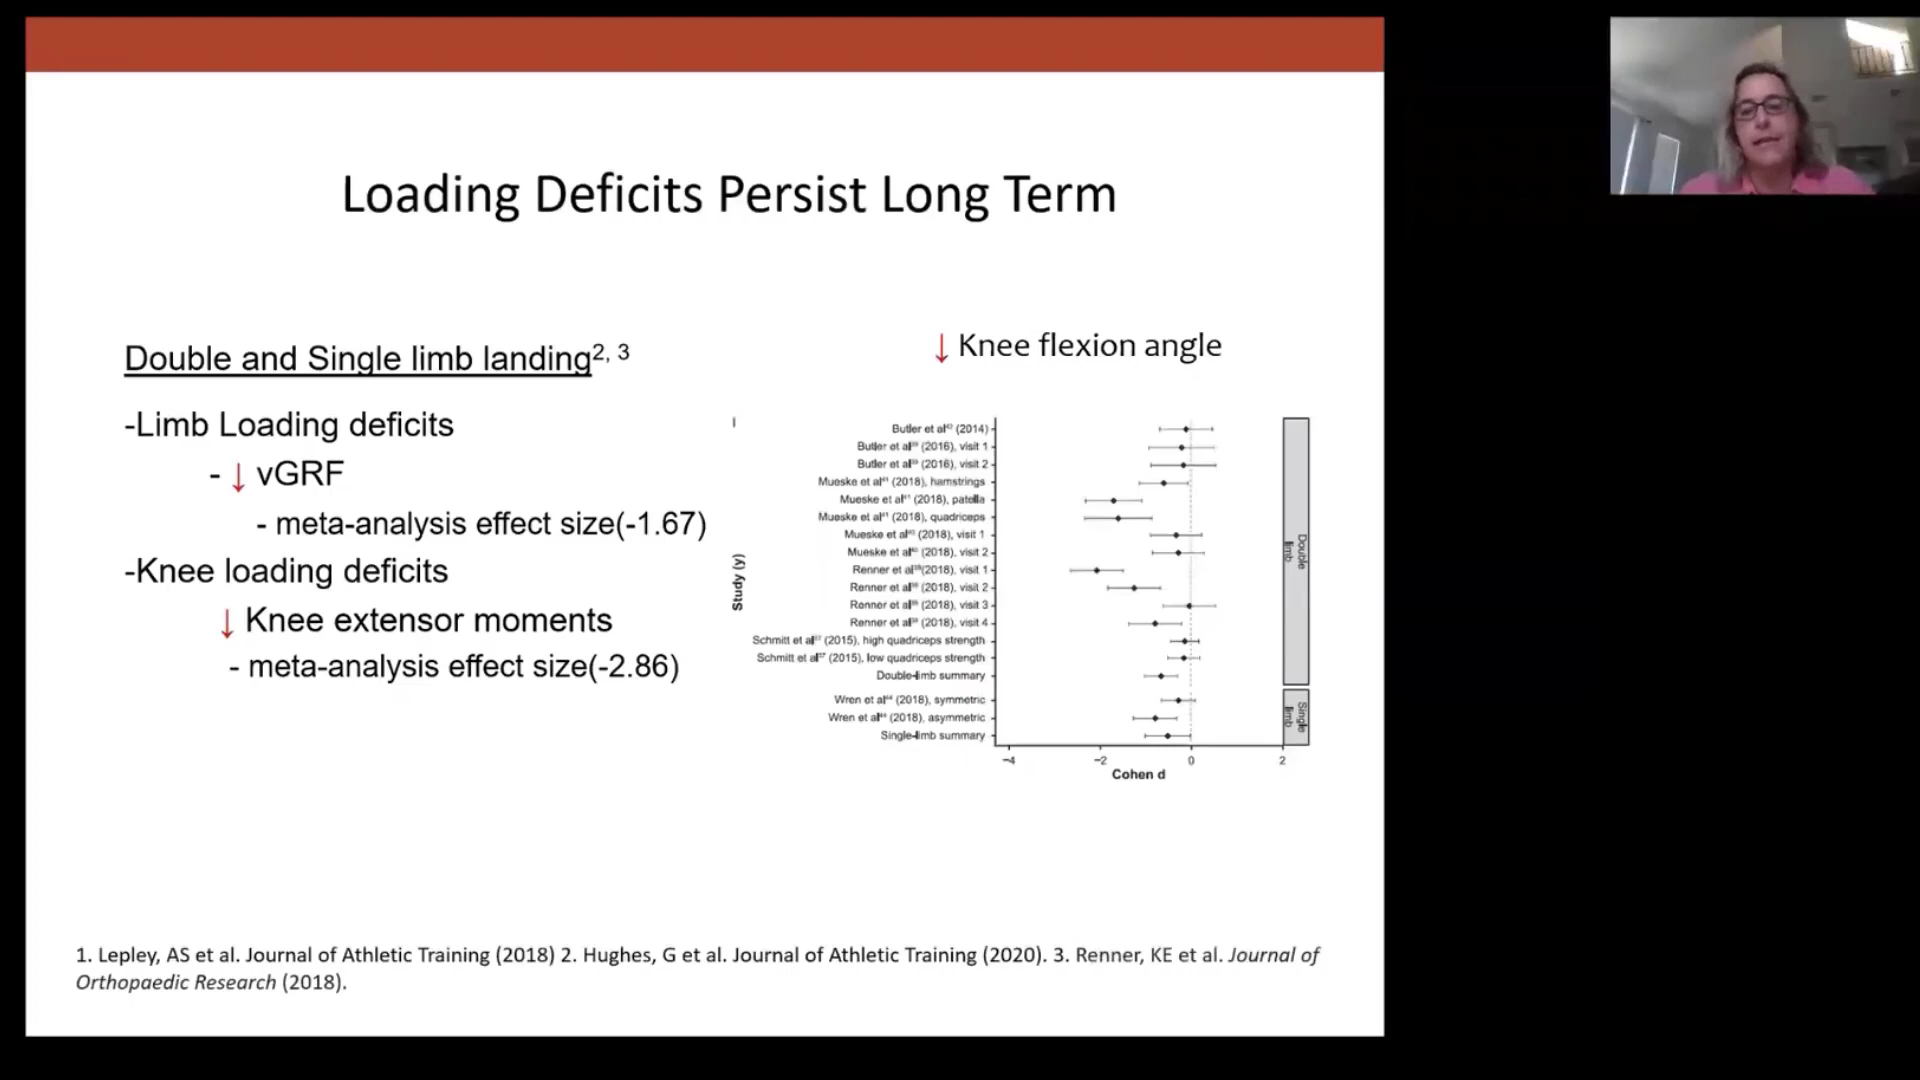 Loading Deficits Persist Long Term
Double and Single limb landing2, 3
-Limb Loading deficits
- ↓ vGRF
- meta-analysis effect size(-1.67)
-Knee loading deficits
↓ Knee extensor moments
- meta-analysis effect size(-2.86)
↓ Knee flexion angle
Study (y)
Butler et al (2014)
Butler et al (2016), visit 1
Butler et al (2016), visit 2
Mueske et al (2018), hamstrings
Mueske et al (2018), patella
Mueske et al (2018), quadriceps
Mueske et al (2018), visit 1
Mueske et al (2018), visit 2
Renner et al (2018), visit 1
Renner et al (2018), visit 2
Renner et al (2018), visit 3
Renner et al (2018), visit 4
Schmitt et al (2015), high quadriceps strength
Schmitt et al (2015), low quadriceps strength
Double-limb summary
Wren et al (2018), symmetric
Wren et al (2018), asymmetric
Single-limb summary
Double
limb
Single
limb
−4 −2 0 2
Cohen d
1. Lepley, AS et al. Journal of Athletic Training (2018) 2. Hughes, G et al. Journal of Athletic Training (2020). 3. Renner, KE et al. Journal of
Orthopaedic Research (2018).